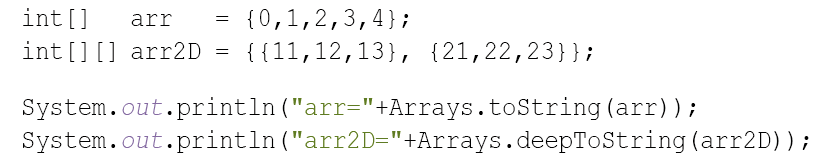 int[]   arr   = {0,1,2,3,4};
int[][] arr2D = {{11,12,13}, {21,22,23}};
System.out.println("arr="+Arrays.toString(arr));
System.out.println("arr2D="+Arrays.deepToString(arr2D));